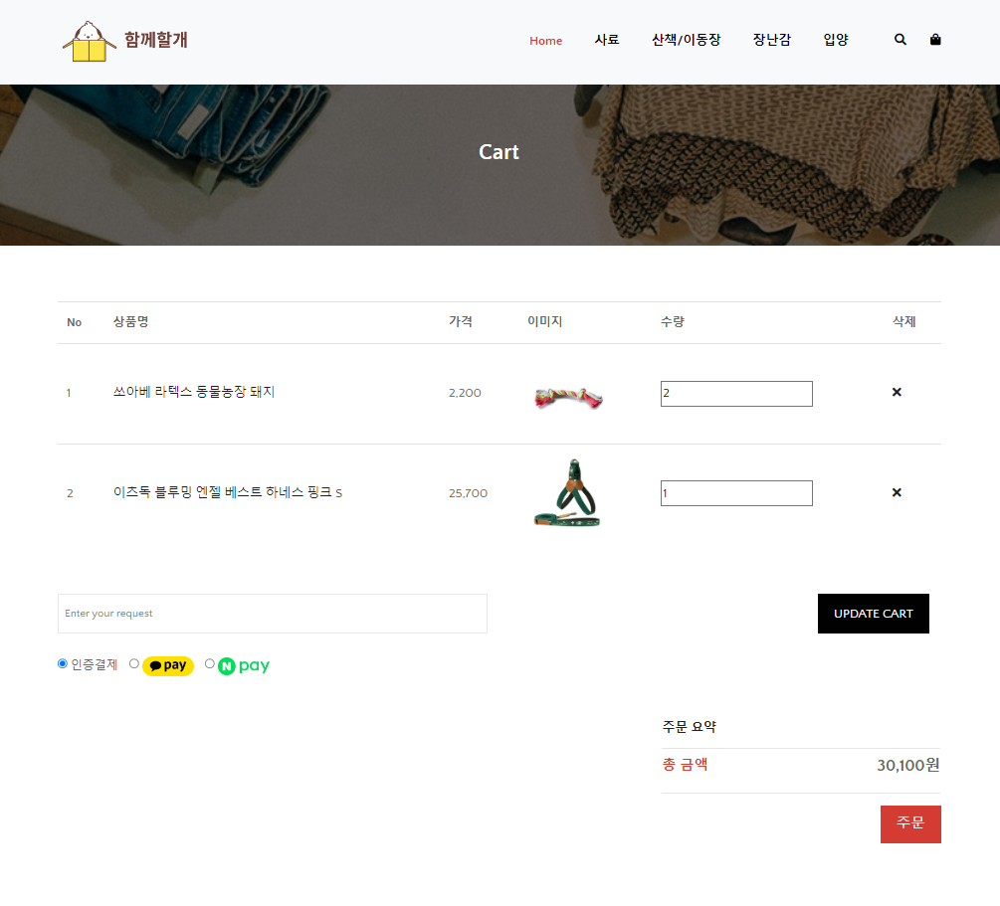 함께할개
Home 사료 산책/이동장 장난감 입양
Cart
No 상품명 가격 이미지 수량 삭제
1 쏘아베 라텍스 동물농장 돼지 2,200 2
2 이츠독 블루밍 엔젤 베스트 하네스 핑크 S 25,700 1
Enter your request
UPDATE CART
인증결제 pay N pay
주문 요약
총 금액 30,100원
주문